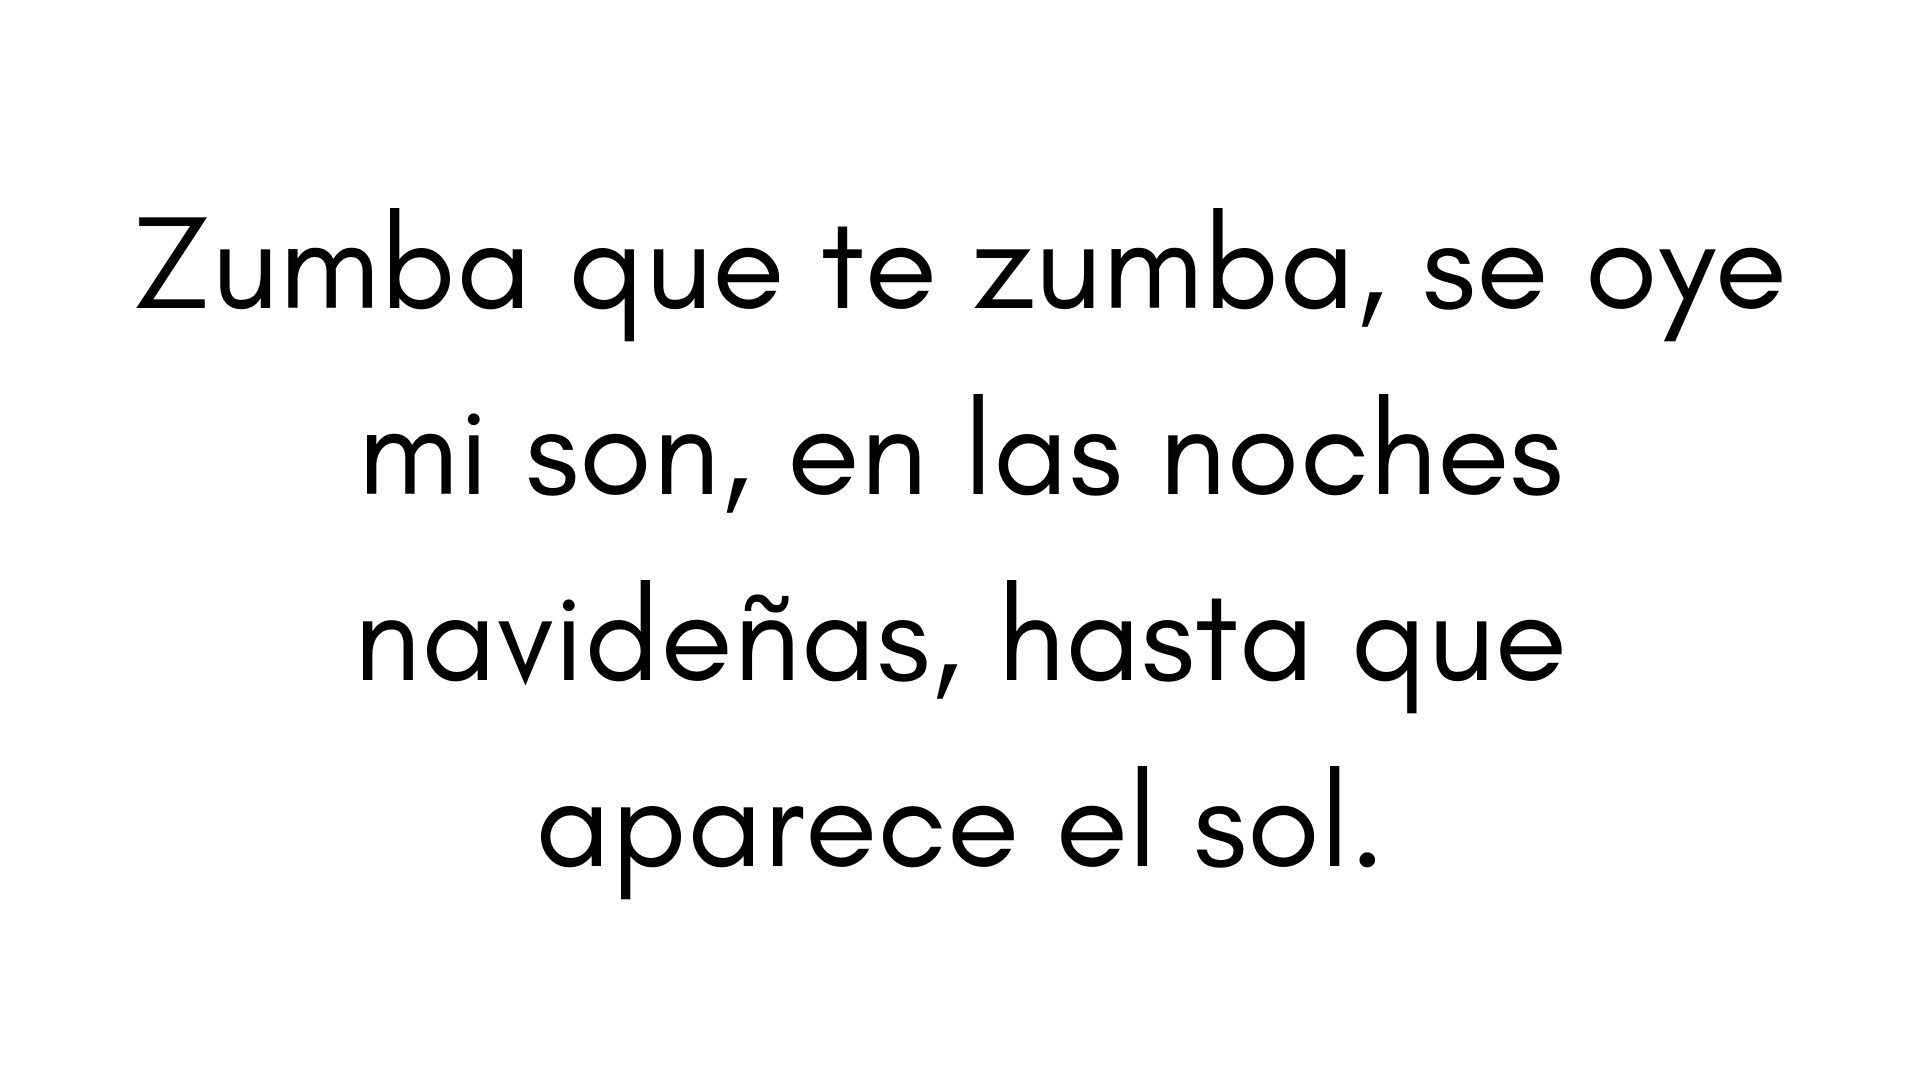 Zumba que te zumba, se oye
mi son, en las noches
navideñas, hasta que
aparece el sol.